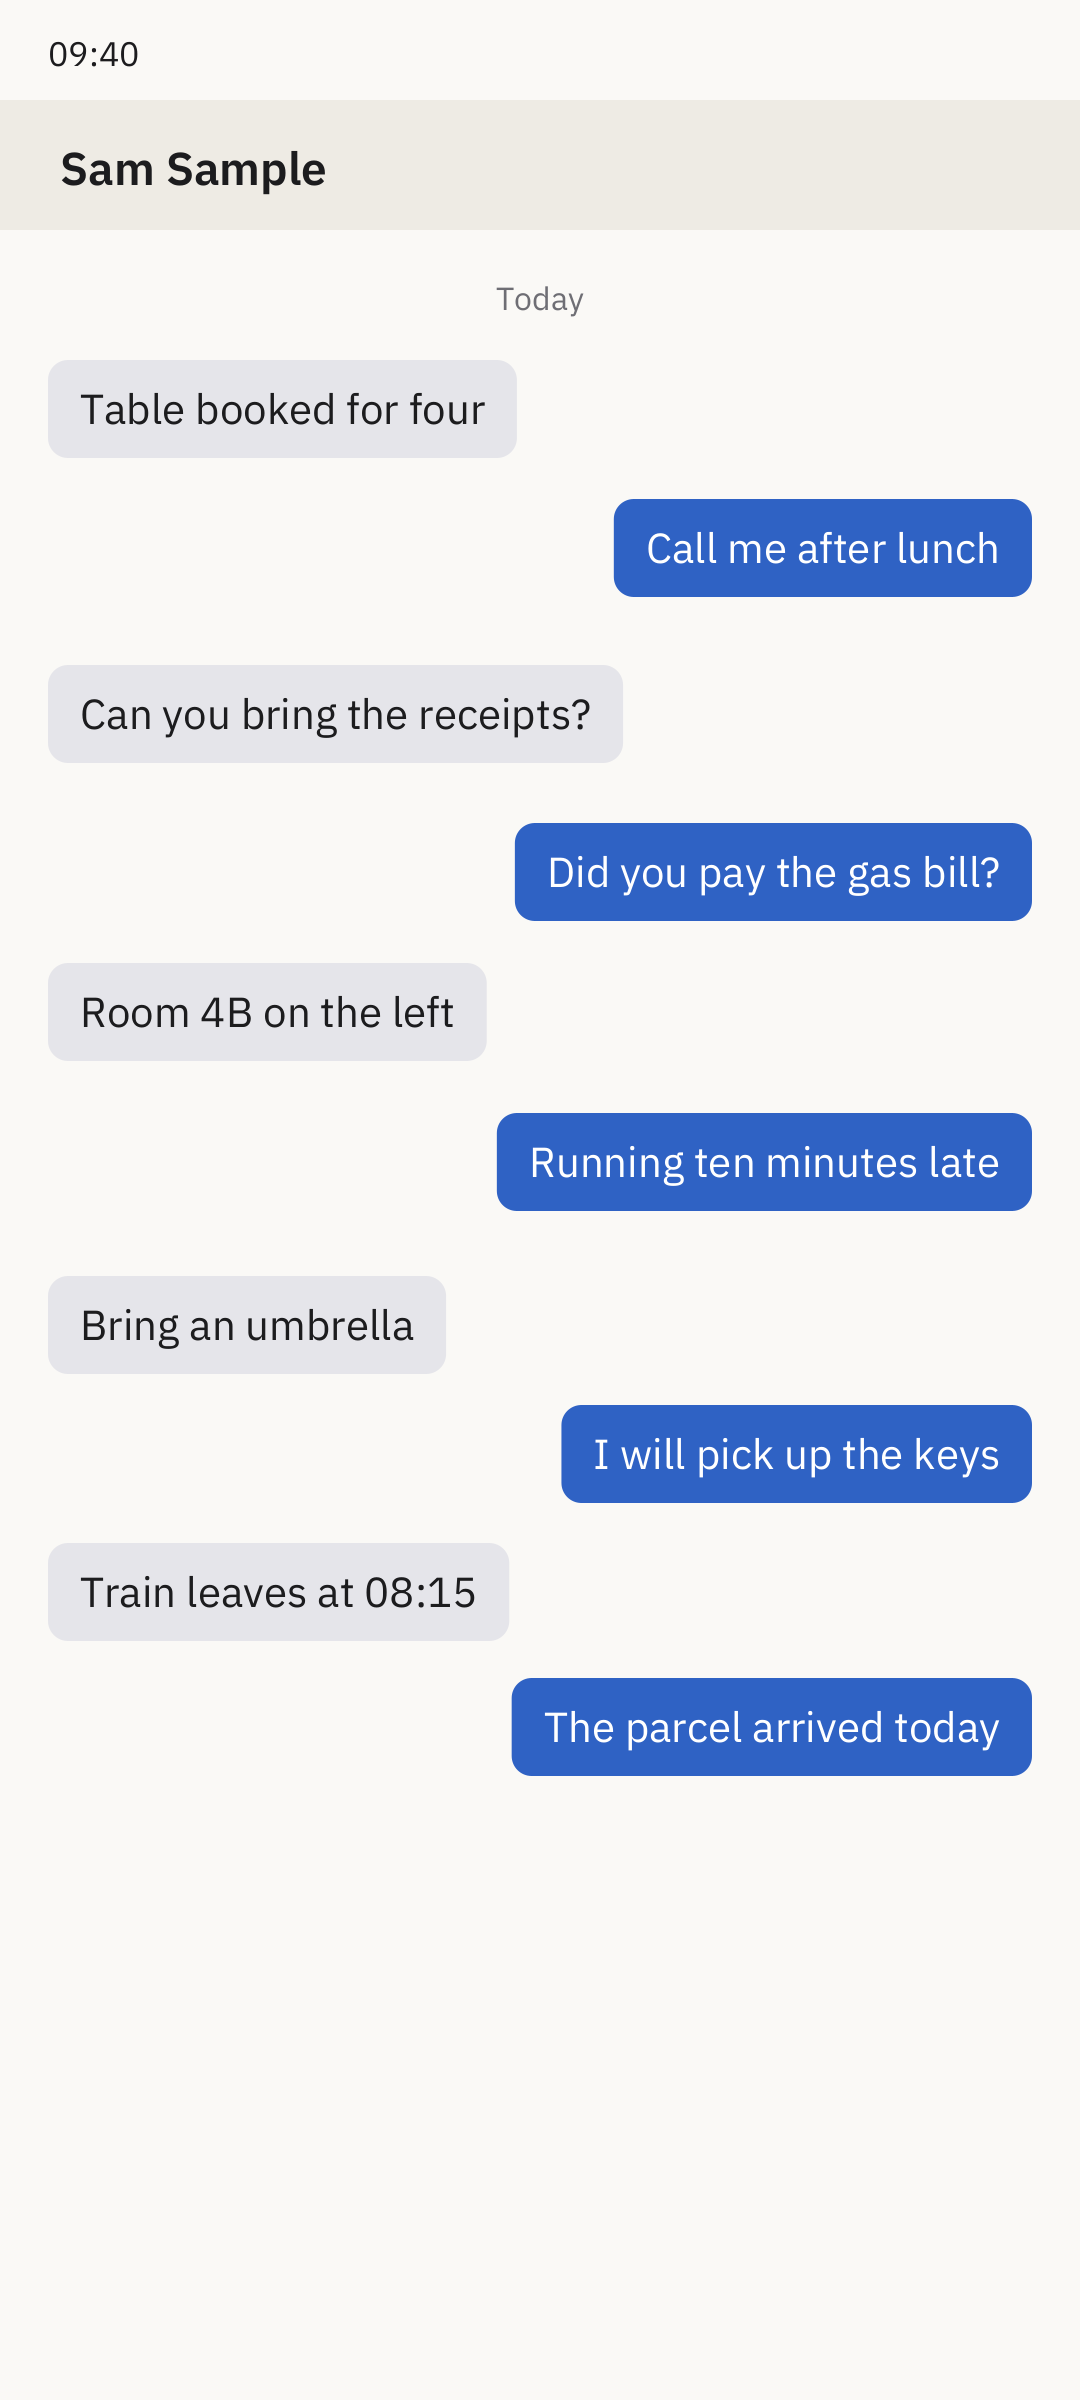 09:40
Sam Sample
Today
Table booked for four
Call me after lunch
Can you bring the receipts?
Did you pay the gas bill?
Room 4B on the left
Running ten minutes late
Bring an umbrella
I will pick up the keys
Train leaves at 08:15
The parcel arrived today